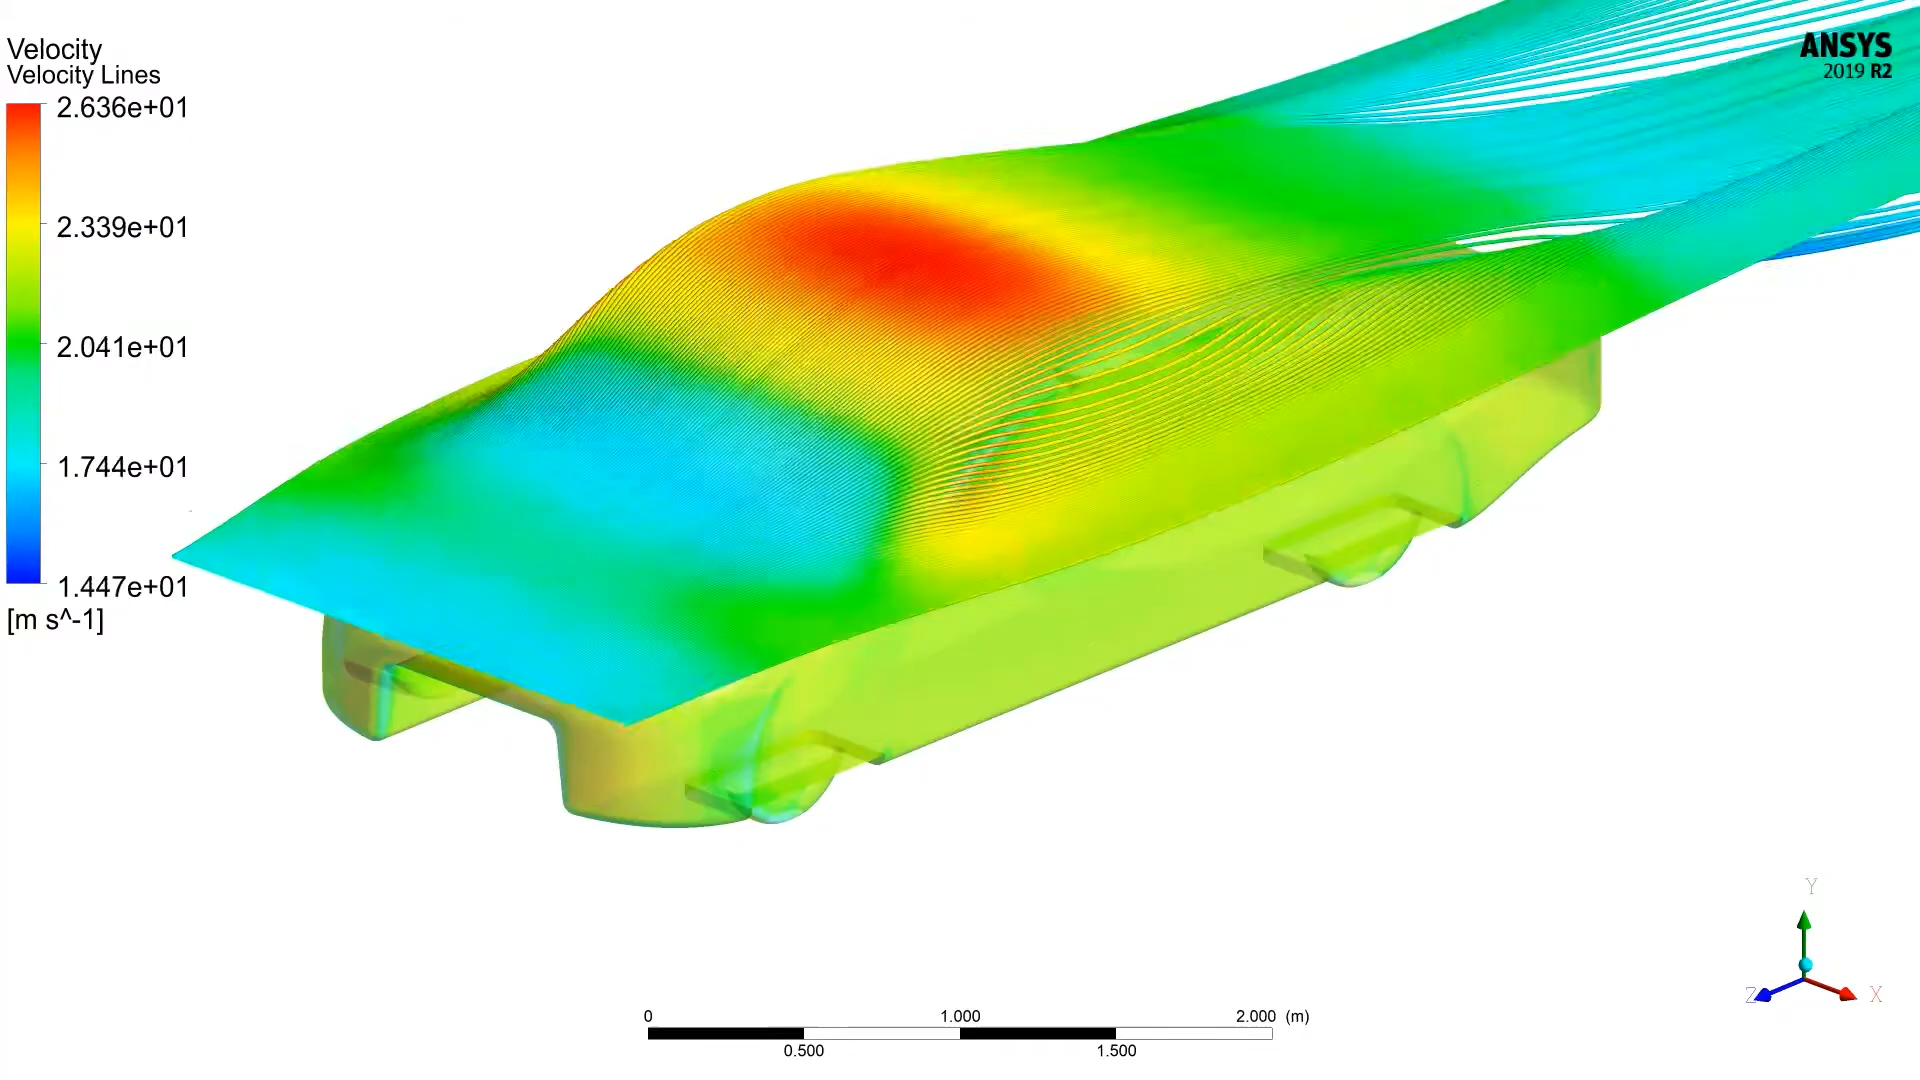 Velocity
Velocity Lines
2.636e+01
2.339e+01
2.041e+01
1.744e+01
1.447e+01
[m s^-1]
ANSYS
2019 R2
Y
Z
X
0
1.000
2.000
(m)
0.500
1.500